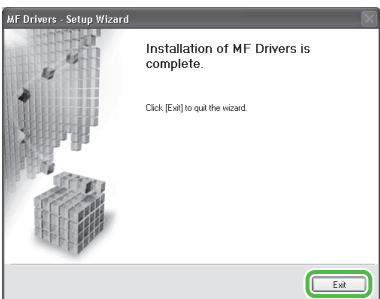 MF Drivers - Setup Wizard
Installation of MF Drivers is
complete.
Click [Exit] to quit the wizard.
Exit